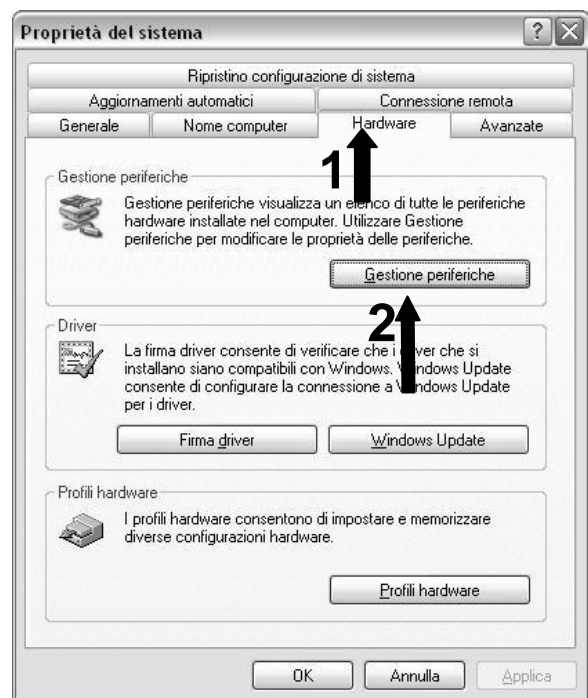 Proprietà del sistema
Ripristino configurazione di sistema
Aggiornamenti automatici Connessione remota
Generale Nome computer Hardware Avanzate
1
Gestione periferiche
Gestione periferiche visualizza un elenco di tutte le periferiche
hardware installate nel computer. Utilizzare Gestione
periferiche per modificare le proprietà delle periferiche.
Gestione periferiche
2
Driver
La firma driver consente di verificare che i driver che si
installano siano compatibili con Windows. Windows Update
consente di configurare la connessione a Windows Update
per i driver.
Firma driver Windows Update
Profili hardware
I profili hardware consentono di impostare e memorizzare
diverse configurazioni hardware.
Profili hardware
OK Annulla Applica